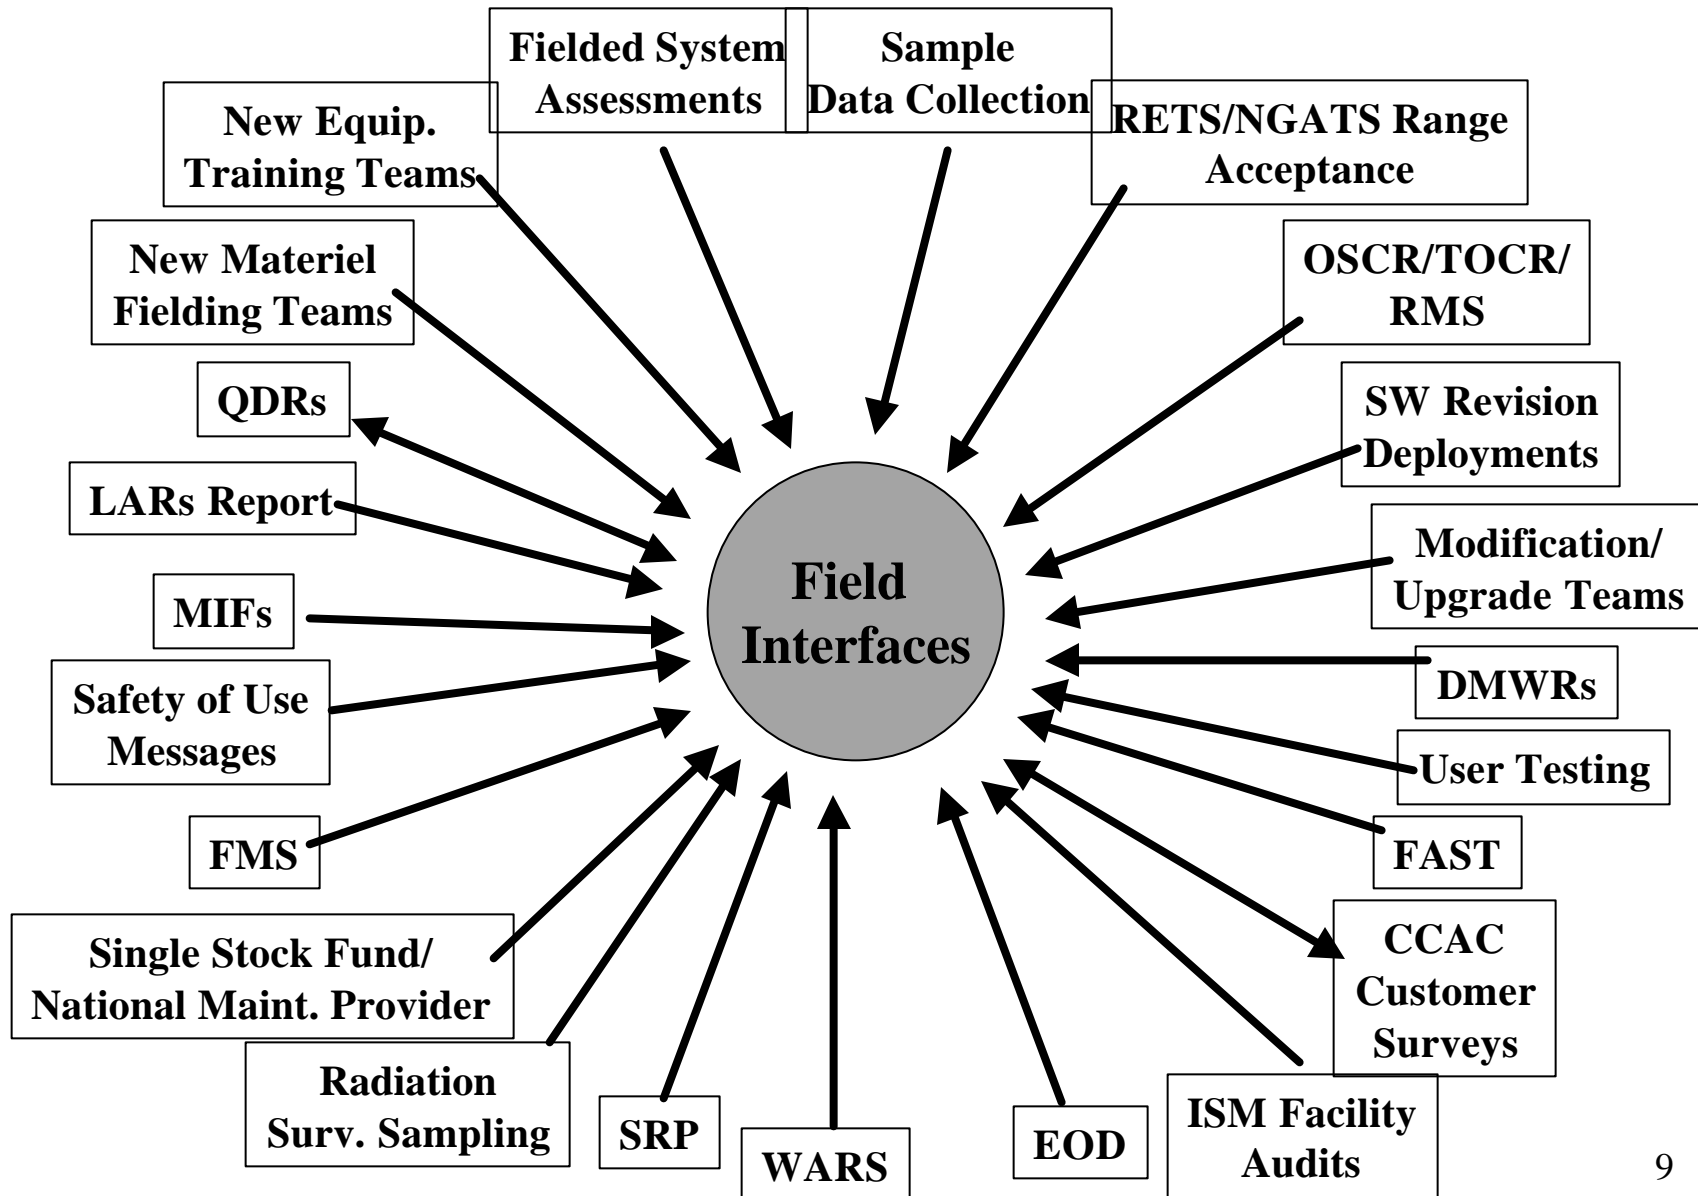 Fielded System
Assessments
Sample
Data Collection
New Equip.
Training Teams
RETS/NGATS Range
Acceptance
New Materiel
Fielding Teams
OSCR/TOCR/
RMS
QDRs
SW Revision
Deployments
LARs Report
Modification/
Upgrade Teams
Field
Interfaces
MIFs
DMWRs
Safety of Use
Messages
User Testing
FMS
FAST
Single Stock Fund/
National Maint. Provider
CCAC
Customer
Surveys
Radiation
Surv. Sampling
SRP
WARS
EOD
ISM Facility
Audits
9